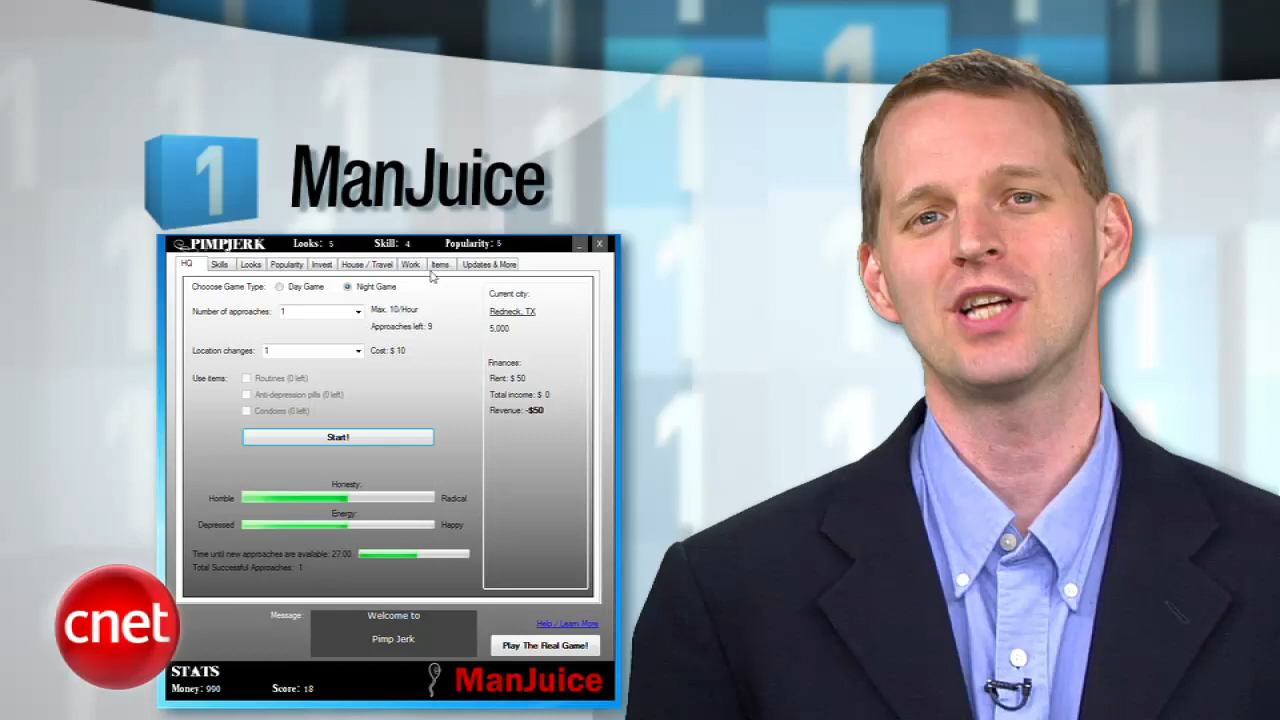 1 ManJuice
PIMPJERK Looks: 5 Skill: 4 Popularity: 5
HQ Skills Looks Popularity Invest House / Travel Work Items Updates & More
Choose Game Type: Day Game Night Game
Number of approaches: 1 Max. 10/Hour
Approaches left: 9
Location changes: 1 Cost: $ 10
Use items: Routines (0 left)
Anti-depression pills (0 left)
Condoms (0 left)
Start!
Current city:
Redneck, TX
5,000
Finances:
Rent: $ 50
Total income: $ 0
Revenue: -$50
Honesty:
Homble Radical
Energy:
Depressed Happy
Time until new approaches are available: 27:00
Total Successful Approaches: 1
Message: Welcome to
Pimp Jerk
Help / Learn More
Play The Real Game!
STATS
Money: 990 Score: 18
ManJuice
cnet